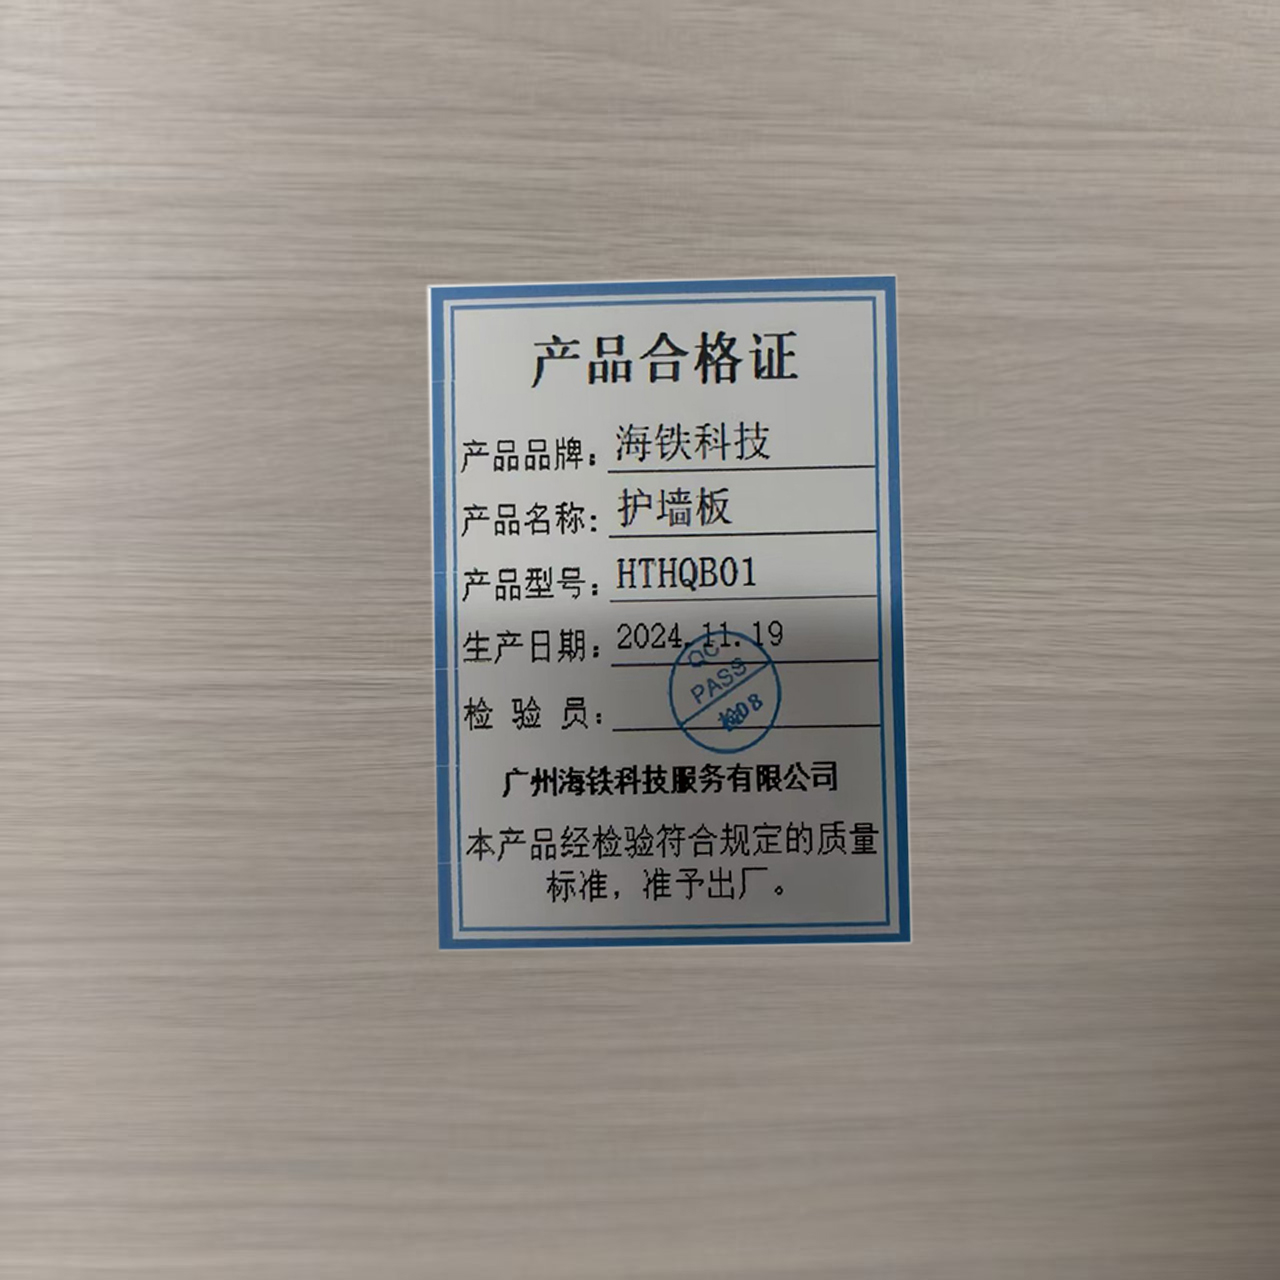 产品合格证
产品品牌：海铁科技
产品名称：护墙板
产品型号：HTHQB01
生产日期：2024.11.19
检 验 员：
QC
PASS
检08
广州海铁科技服务有限公司
本产品经检验符合规定的质量
标准，准予出厂。